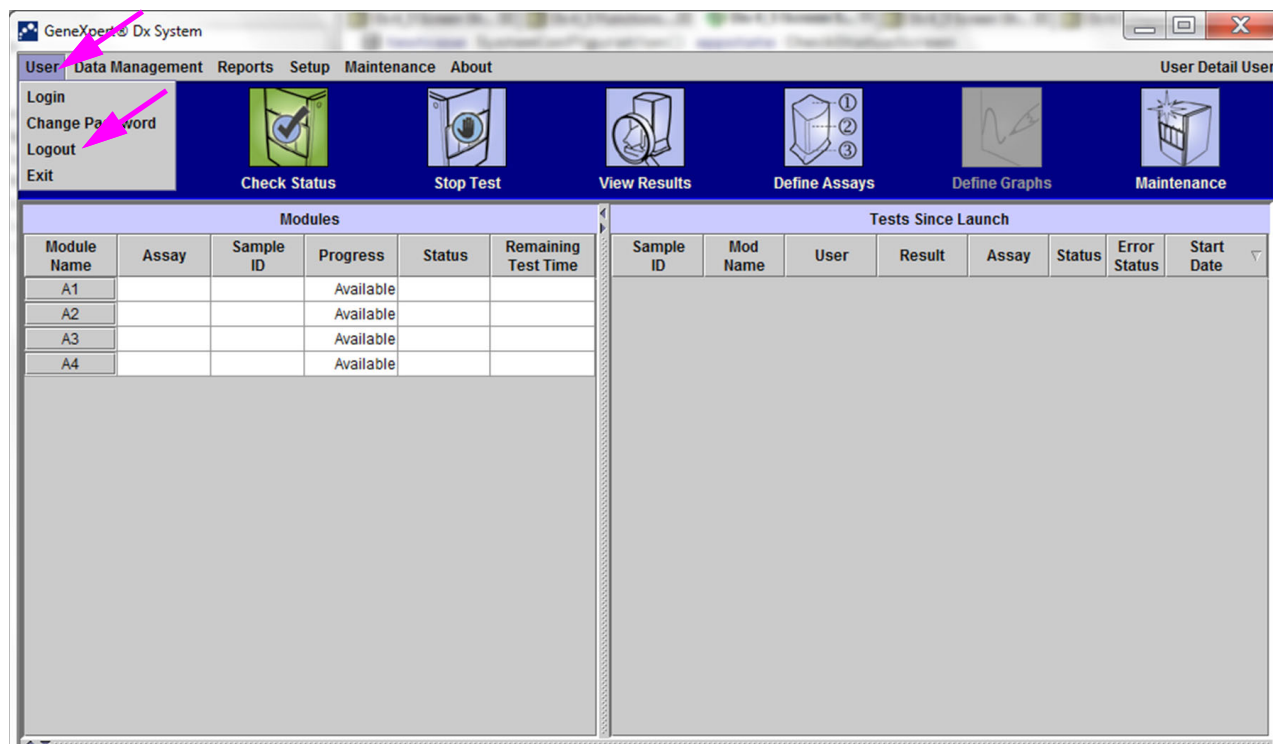 GeneXpert® Dx System
User Data Management Reports Setup Maintenance About User Detail User
Login
Change Password
Logout
Exit
Check Status Stop Test View Results Define Assays Define Graphs Maintenance
①
②
③
Modules
Module Name Assay Sample ID Progress Status Remaining Test Time
A1 Available
A2 Available
A3 Available
A4 Available
Tests Since Launch
Sample ID Mod Name User Result Assay Status Error Status Start Date